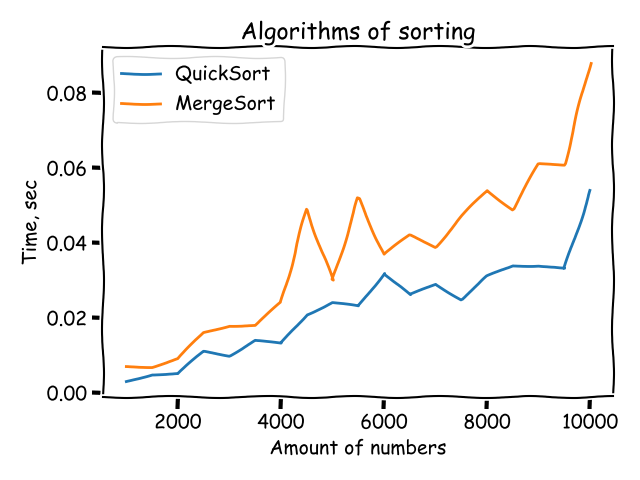 Algorithms of sorting
QuickSort
MergeSort
0.08
0.06
0.04
0.02
0.00
Time, sec
2000 4000 6000 8000 10000
Amount of numbers